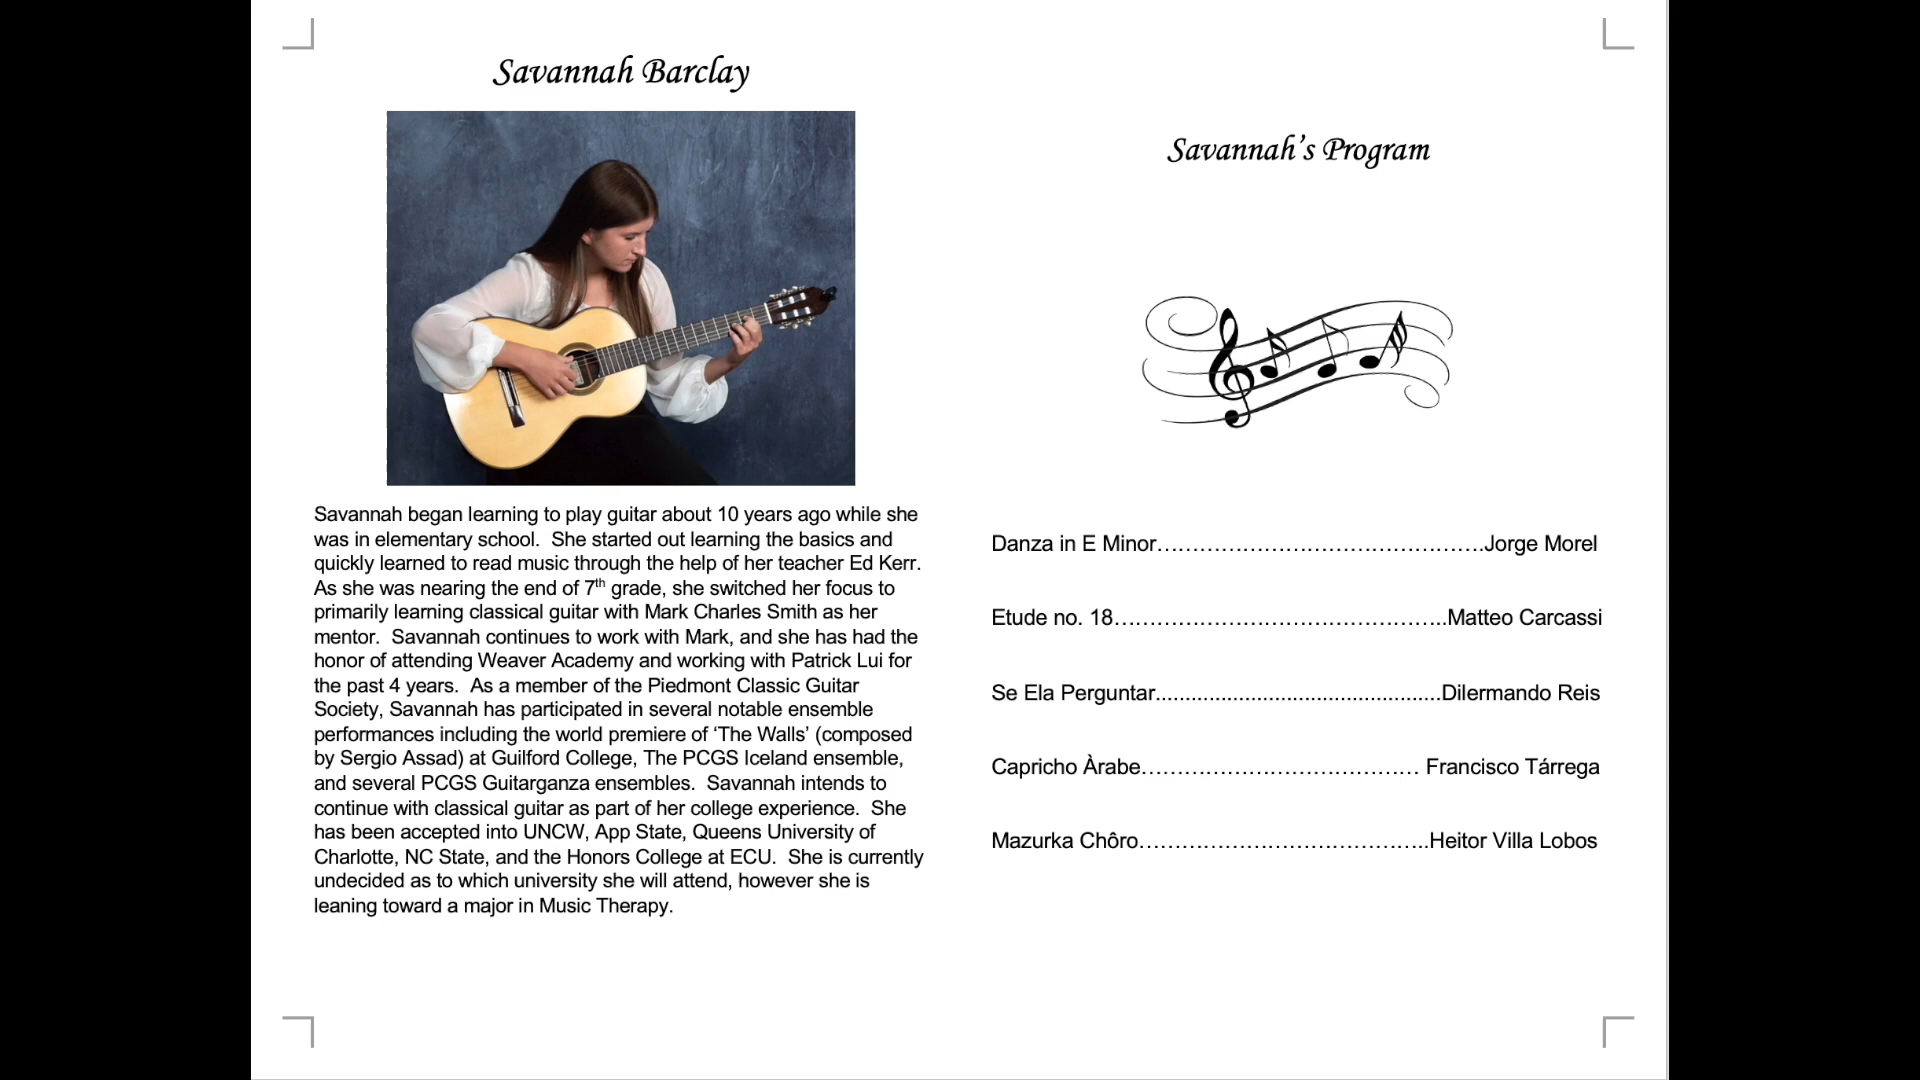 Savannah Barclay
Savannah began learning to play guitar about 10 years ago while she
was in elementary school.  She started out learning the basics and
quickly learned to read music through the help of her teacher Ed Kerr.
As she was nearing the end of 7th grade, she switched her focus to
primarily learning classical guitar with Mark Charles Smith as her
mentor.  Savannah continues to work with Mark, and she has had the
honor of attending Weaver Academy and working with Patrick Lui for
the past 4 years.  As a member of the Piedmont Classic Guitar
Society, Savannah has participated in several notable ensemble
performances including the world premiere of ‘The Walls’ (composed
by Sergio Assad) at Guilford College, The PCGS Iceland ensemble,
and several PCGS Guitarganza ensembles.  Savannah intends to
continue with classical guitar as part of her college experience.  She
has been accepted into UNCW, App State, Queens University of
Charlotte, NC State, and the Honors College at ECU.  She is currently
undecided as to which university she will attend, however she is
leaning toward a major in Music Therapy.
Savannah’s Program
Danza in E Minor……………………………………….Jorge Morel
Etude no. 18………………………………………..Matteo Carcassi
Se Ela Perguntar................................................Dilermando Reis
Capricho Àrabe………………………………… Francisco Tárrega
Mazurka Chôro…………………………………..Heitor Villa Lobos